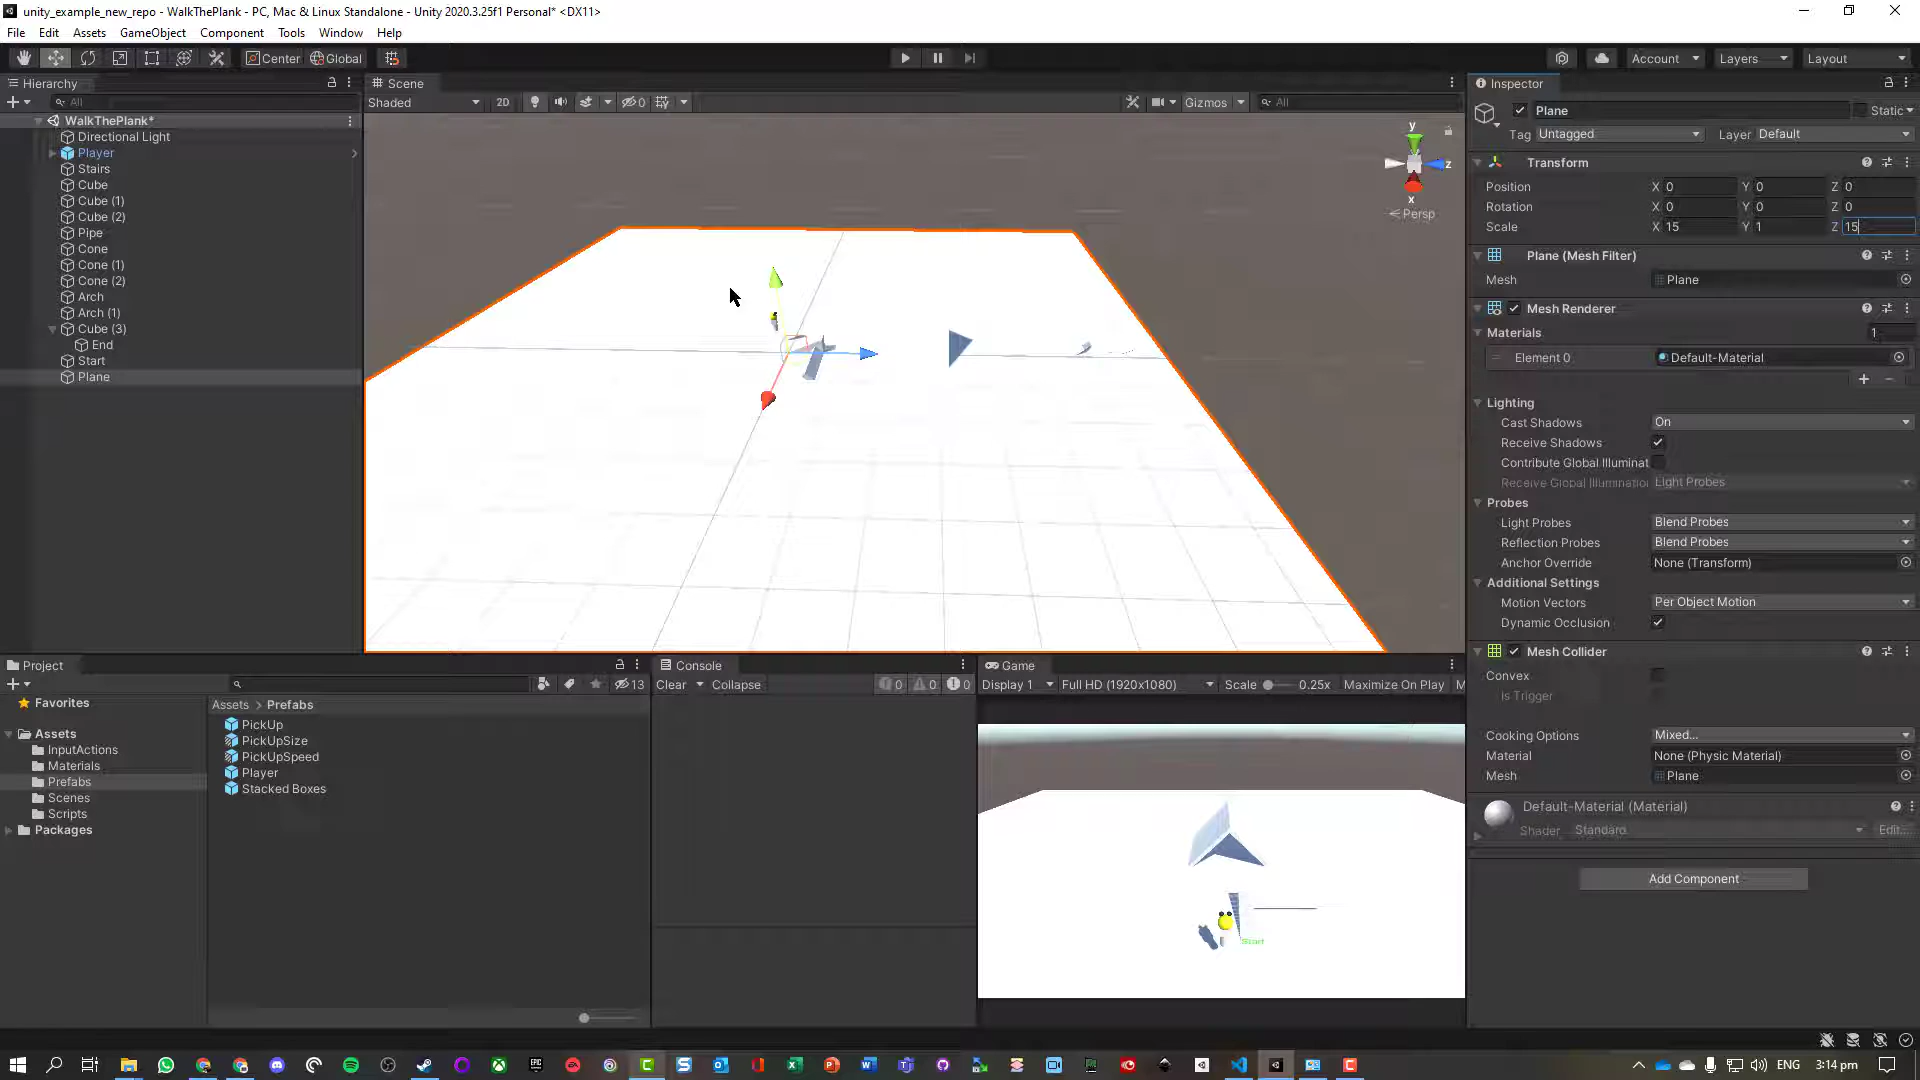 unity_example_new_repo - WalkThePlank - PC, Mac & Linux Standalone - Unity 2020.3.25f1 Personal* <DX11>
File Edit Assets GameObject Component Tools Window Help
Center Global Account Layers Layout
Hierarchy
All
WalkThePlank*
Directional Light
Player
Stairs
Cube
Cube (1)
Cube (2)
Pipe
Cone
Cone (1)
Cone (2)
Arch
Arch (1)
Cube (3)
End
Start
Plane
Scene
Shaded 2D 0 Gizmos All
y
z
x
Persp
Inspector
Plane Static
Tag Untagged Layer Default
Transform
Position X 0 Y 0 Z 0
Rotation X 0 Y 0 Z 0
Scale X 15 Y 1 Z 15
Plane (Mesh Filter)
Mesh Plane
Mesh Renderer
Materials 1
Element 0 Default-Material
Lighting
Cast Shadows On
Receive Shadows
Contribute Global Illuminat
Receive Global Illumination Light Probes
Probes
Light Probes Blend Probes
Reflection Probes Blend Probes
Anchor Override None (Transform)
Additional Settings
Motion Vectors Per Object Motion
Dynamic Occlusion
Mesh Collider
Convex
Is Trigger
Cooking Options Mixed...
Material None (Physic Material)
Mesh Plane
Default-Material (Material)
Shader Standard Edit...
Add Component
Project
13
Favorites
Assets
InputActions
Materials
Prefabs
Scenes
Scripts
Packages
Assets > Prefabs
PickUp
PickUpSize
PickUpSpeed
Player
Stacked Boxes
Console
Clear Collapse 0 0 0
Game
Display 1 Full HD (1920x1080) Scale 0.25x Maximize On Play M
Start
ENG 3:14 pm